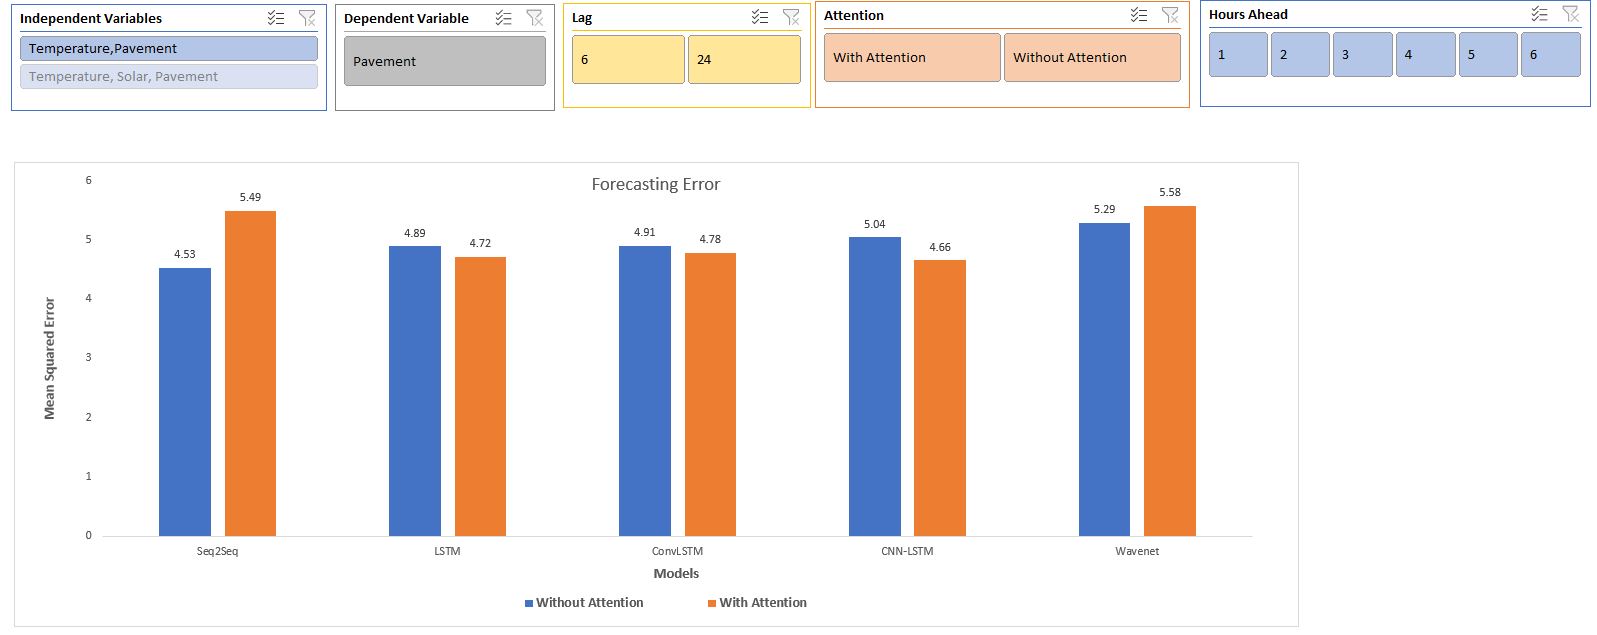 Independent Variables
Temperature,Pavement
Temperature, Solar, Pavement
Dependent Variable
Pavement
Lag
6 24
Attention
With Attention Without Attention
Hours Ahead
1 2 3 4 5 6
Forecasting Error
Mean Squared Error
6
5
4
3
2
1
0
4.53 5.49 4.89 4.72 4.91 4.78 5.04 4.66 5.29 5.58
Seq2Seq LSTM ConvLSTM CNN-LSTM Wavenet
Models
Without Attention With Attention